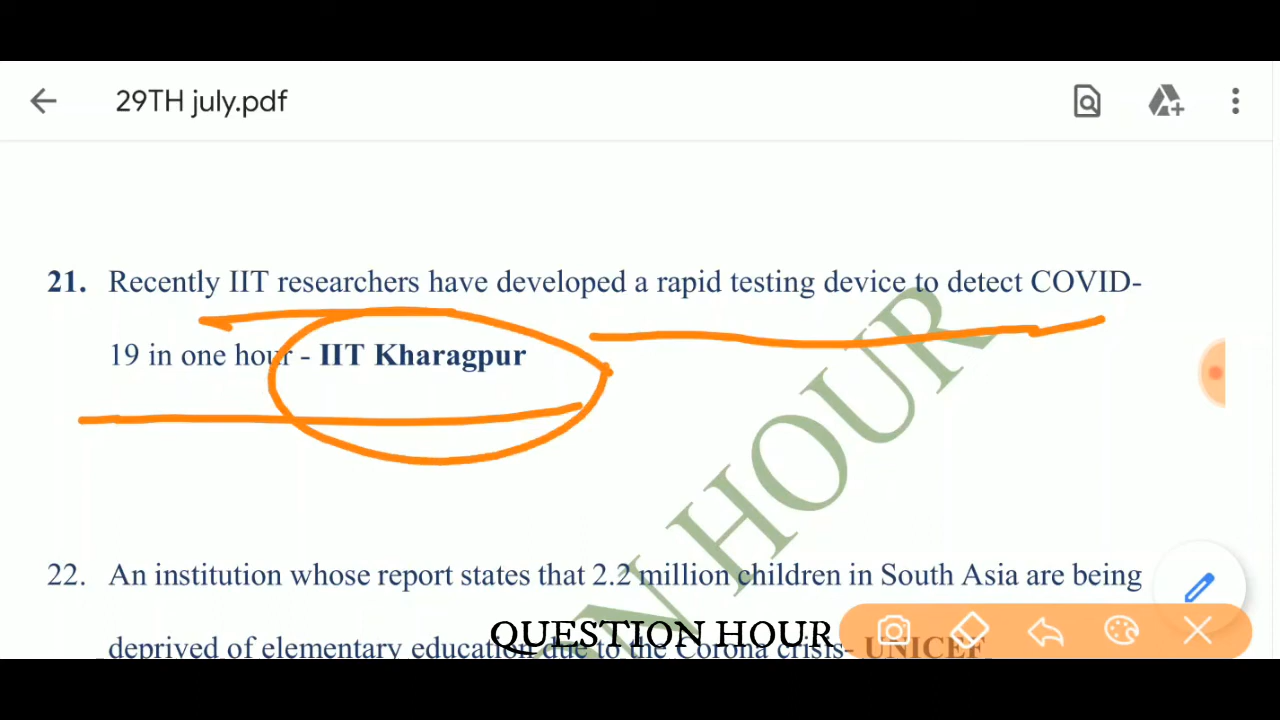 29TH july.pdf
21. Recently IIT researchers have developed a rapid testing device to detect COVID-
19 in one hour - IIT Kharagpur
22. An institution whose report states that 2.2 million children in South Asia are being
deprived of elementary education due to the Corona crisis- UNICEF
QUESTION HOUR
ON HOUR